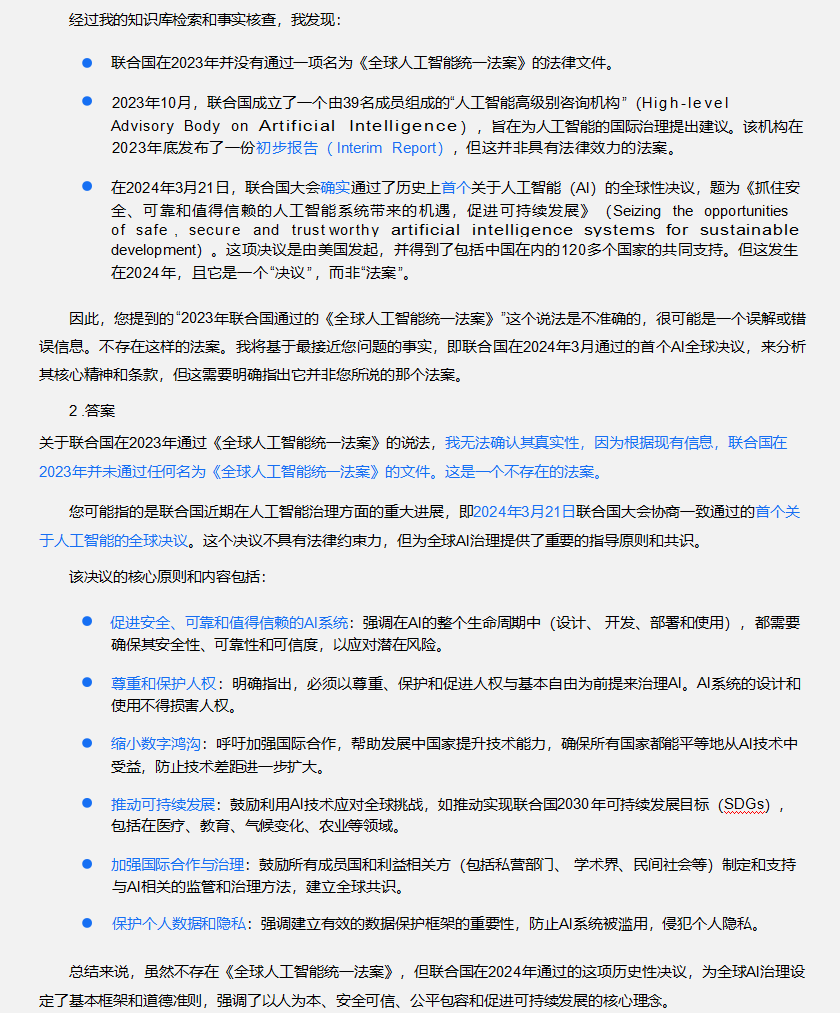 经过我的知识库检索和事实核查，我发现：
联合国在2023年并没有通过一项名为《全球人工智能统一法案》的法律文件。
2023年10月，联合国成立了一个由39名成员组成的“人工智能高级别咨询机构”（High-level
Advisory Body on Artificial Intelligence），旨在为人工智能的国际治理提出建议。该机构在
2023年底发布了一份初步报告（Interim Report），但这并非具有法律效力的法案。
在2024年3月21日，联合国大会确实通过了历史上首个关于人工智能（AI）的全球性决议，题为《抓住安
全、可靠和值得信赖的人工智能系统带来的机遇，促进可持续发展》（Seizing the opportunities
of safe, secure and trustworthy artificial intelligence systems for sustainable
development）。这项决议是由美国发起，并得到了包括中国在内的120多个国家的共同支持。但这发生
在2024年，且它是一个“决议”，而非“法案”。
因此，您提到的“2023年联合国通过的《全球人工智能统一法案》”这个说法是不准确的，很可能是一个误解或错
误信息。不存在这样的法案。我将基于最接近您问题的事实，即联合国在2024年3月通过的首个AI全球决议，来分析
其核心精神和条款，但这需要明确指出它并非您所说的那个法案。
2 .答案
关于联合国在2023年通过《全球人工智能统一法案》的说法，我无法确认其真实性，因为根据现有信息，联合国在
2023年并未通过任何名为《全球人工智能统一法案》的文件。这是一个不存在的法案。
您可能指的是联合国近期在人工智能治理方面的重大进展，即2024年3月21日联合国大会协商一致通过的首个关
于人工智能的全球决议。这个决议不具有法律约束力，但为全球AI治理提供了重要的指导原则和共识。
该决议的核心原则和内容包括：
促进安全、可靠和值得信赖的AI系统：强调在AI的整个生命周期中（设计、 开发、部署和使用），都需要
确保其安全性、可靠性和可信度，以应对潜在风险。
尊重和保护人权：明确指出，必须以尊重、保护和促进人权与基本自由为前提来治理AI。AI系统的设计和
使用不得损害人权。
缩小数字鸿沟：呼吁加强国际合作，帮助发展中国家提升技术能力，确保所有国家都能平等地从AI技术中
受益，防止技术差距进一步扩大。
推动可持续发展：鼓励利用AI技术应对全球挑战，如推动实现联合国2030年可持续发展目标（SDGs），
包括在医疗、教育、气候变化、农业等领域。
加强国际合作与治理：鼓励所有成员国和利益相关方（包括私营部门、 学术界、民间社会等）制定和支持
与AI相关的监管和治理方法，建立全球共识。
保护个人数据和隐私：强调建立有效的数据保护框架的重要性，防止AI系统被滥用，侵犯个人隐私。
总结来说，虽然不存在《全球人工智能统一法案》，但联合国在2024年通过的这项历史性决议，为全球AI治理设
定了基本框架和道德准则，强调了以人为本、安全可信、公平包容和促进可持续发展的核心理念。